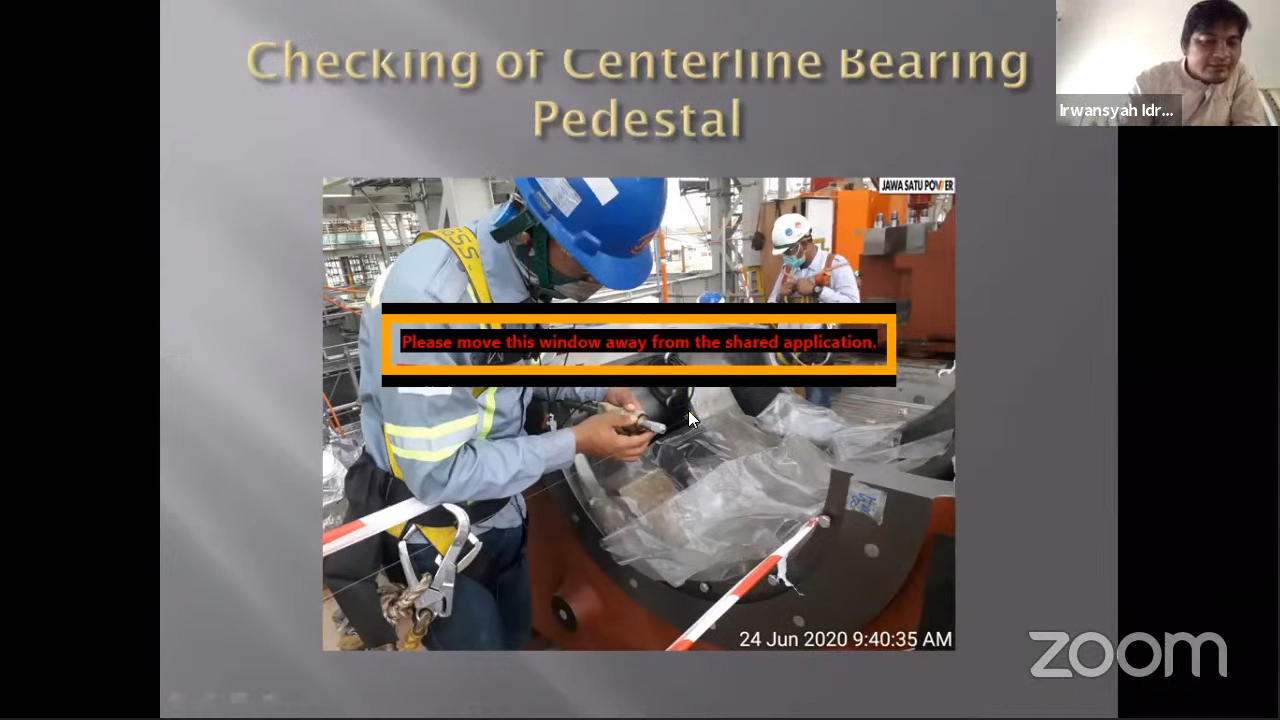 Checking of Centerline Bearing
Pedestal
Irwansyah Idr...
JAWA SATU POWER
Please move this window away from the shared application.
24 Jun 2020 9:40:35 AM
zoom